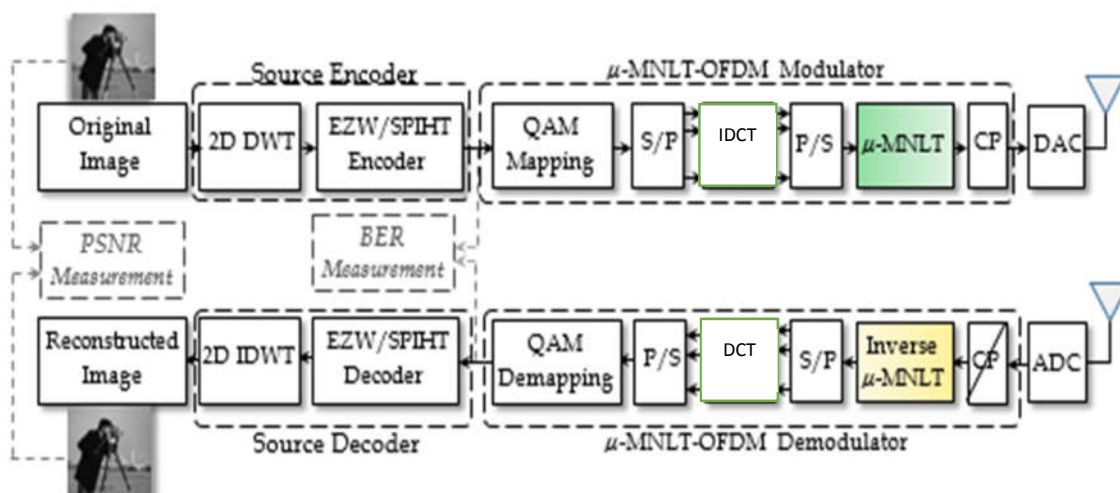 Source Encoder
μ-MNLT-OFDM Modulator
Original
Image
2D DWT
EZW/SPIHT
Encoder
QAM
Mapping
S/P
IDCT
P/S
μ-MNLT
CP
DAC
PSNR
Measurement
BER
Measurement
Reconstructed
Image
2D IDWT
EZW/SPIHT
Decoder
QAM
Demapping
P/S
DCT
S/P
Inverse
μ-MNLT
CP
ADC
Source Decoder
μ-MNLT-OFDM Demodulator